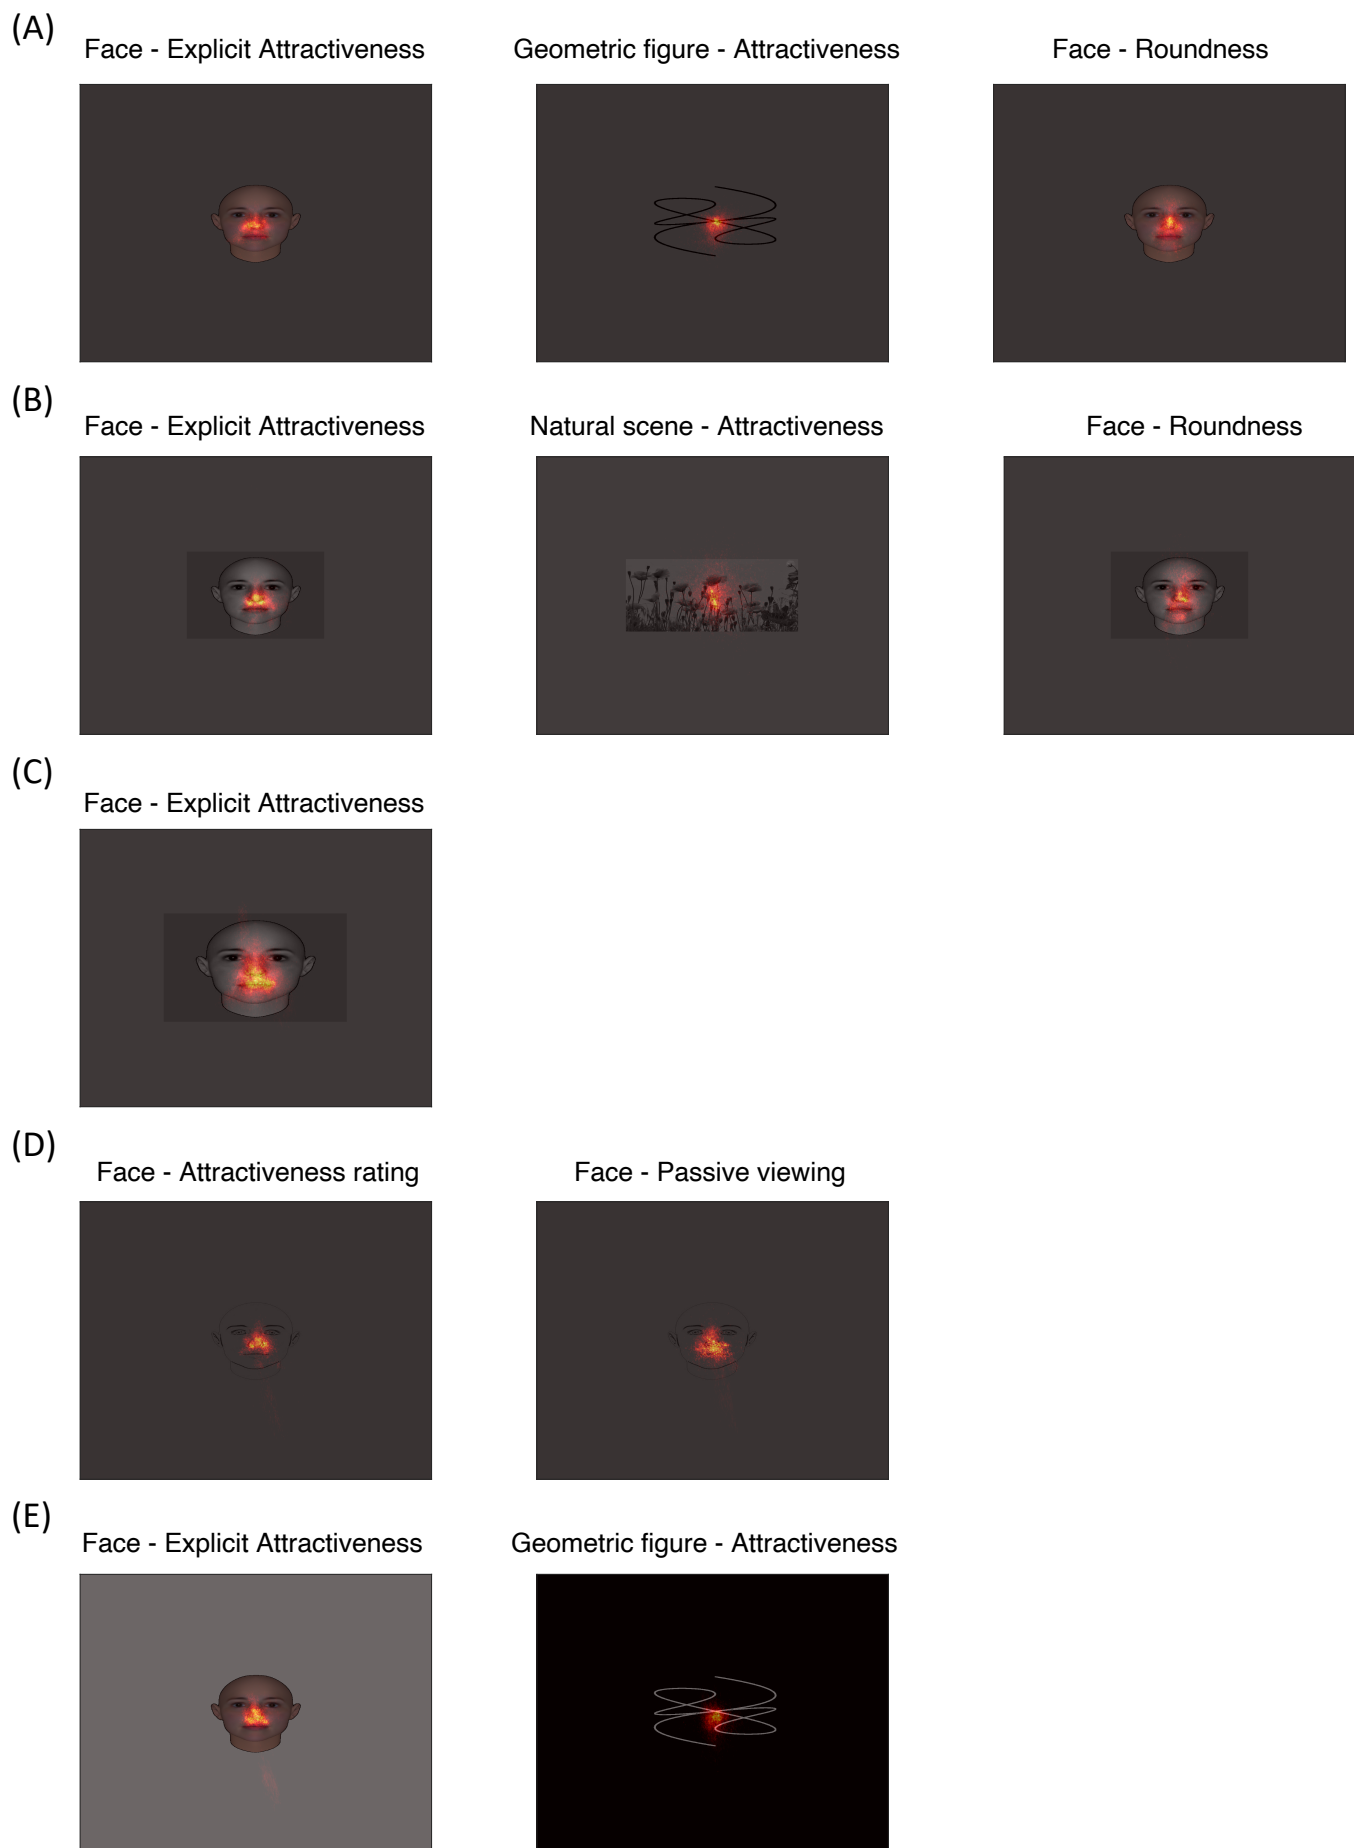 (A)
Face - Explicit Attractiveness
Geometric figure - Attractiveness
Face - Roundness
(B)
Face - Explicit Attractiveness
Natural scene - Attractiveness
Face - Roundness
(C)
Face - Explicit Attractiveness
(D)
Face - Attractiveness rating
Face - Passive viewing
(E)
Face - Explicit Attractiveness
Geometric figure - Attractiveness